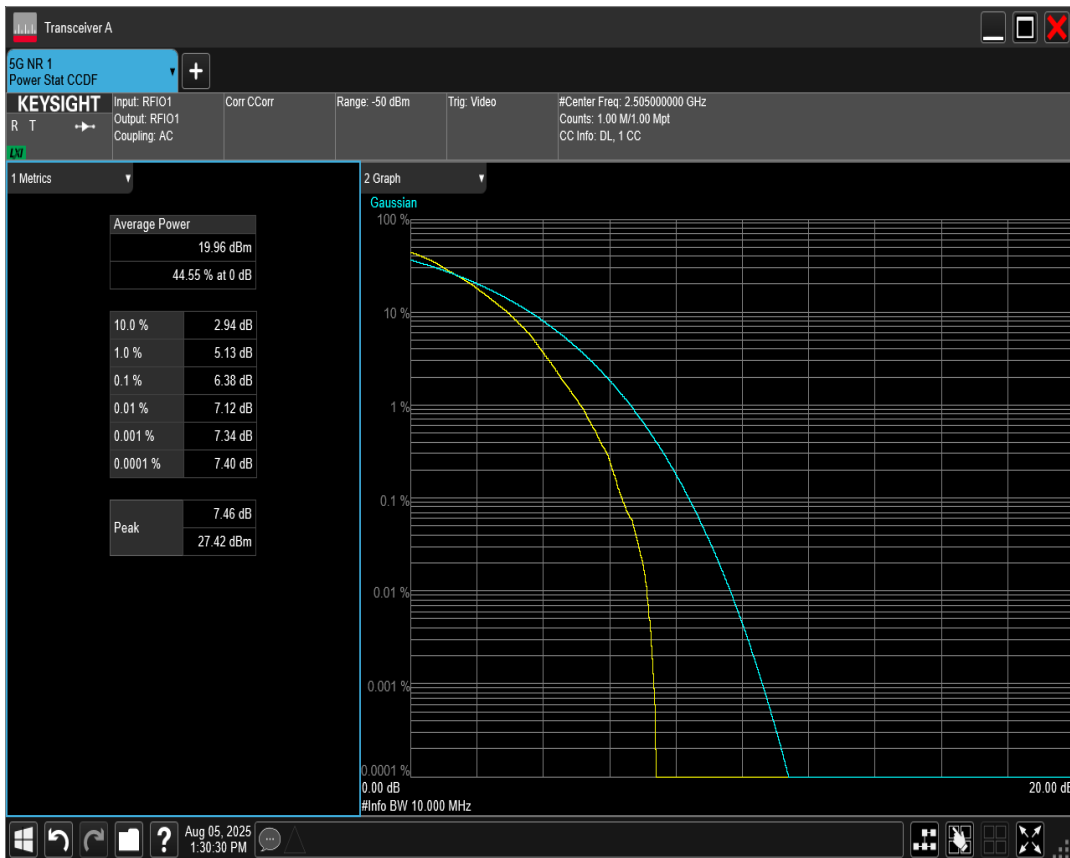 Transceiver A
5G NR 1
Power Stat CCDF
+
KEYSIGHT
R T
LXI
Input: RFIO1
Output: RFIO1
Coupling: AC
Corr CCorr
Range: -50 dBm
Trig: Video
#Center Freq: 2.505000000 GHz
Counts: 1.00 M/1.00 Mpt
CC Info: DL, 1 CC
1 Metrics
Average Power
19.96 dBm
44.55 % at 0 dB
10.0 % 2.94 dB
1.0 % 5.13 dB
0.1 % 6.38 dB
0.01 % 7.12 dB
0.001 % 7.34 dB
0.0001 % 7.40 dB
Peak 7.46 dB
27.42 dBm
2 Graph
Gaussian
100 %
10 %
1 %
0.1 %
0.01 %
0.001 %
0.0001 %
0.00 dB 20.00 dB
#Info BW 10.000 MHz
?
Aug 05, 2025
1:30:30 PM